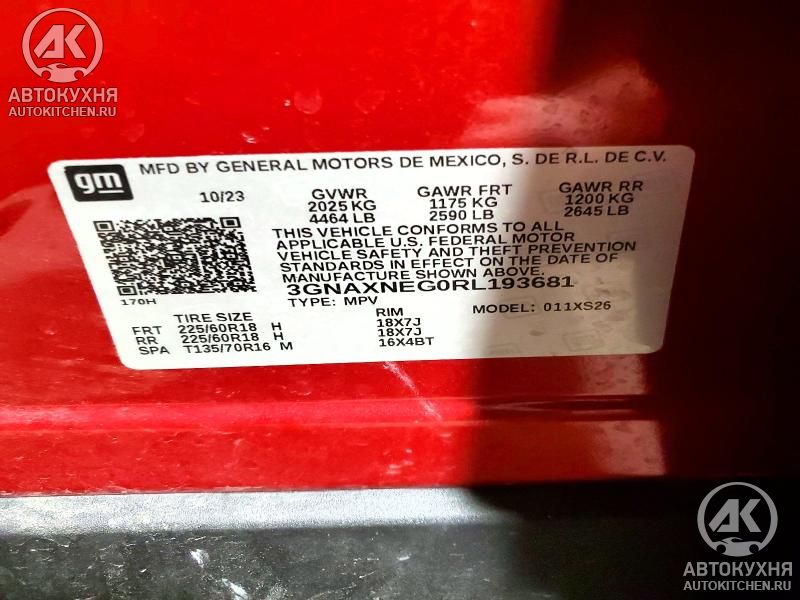 АВТОКУХНЯ
AUTOKITCHEN.RU
gm
MFD BY GENERAL MOTORS DE MEXICO, S. DE R.L. DE C.V.
10/23 GVWR GAWR FRT GAWR RR
2025 KG 1175 KG 1200 KG
4464 LB 2590 LB 2645 LB
THIS VEHICLE CONFORMS TO ALL
APPLICABLE U.S. FEDERAL MOTOR
VEHICLE SAFETY AND THEFT PREVENTION
STANDARDS IN EFFECT ON THE DATE OF
MANUFACTURE SHOWN ABOVE.
3GNAXNEG0RL193681
170H TYPE: MPV MODEL: 011XS26
TIRE SIZE RIM
FRT 225/60R18 H 18X7J
RR 225/60R18 H 18X7J
SPA T135/70R16 M 16X4BT
АВТОКУХНЯ
AUTOKITCHEN.RU